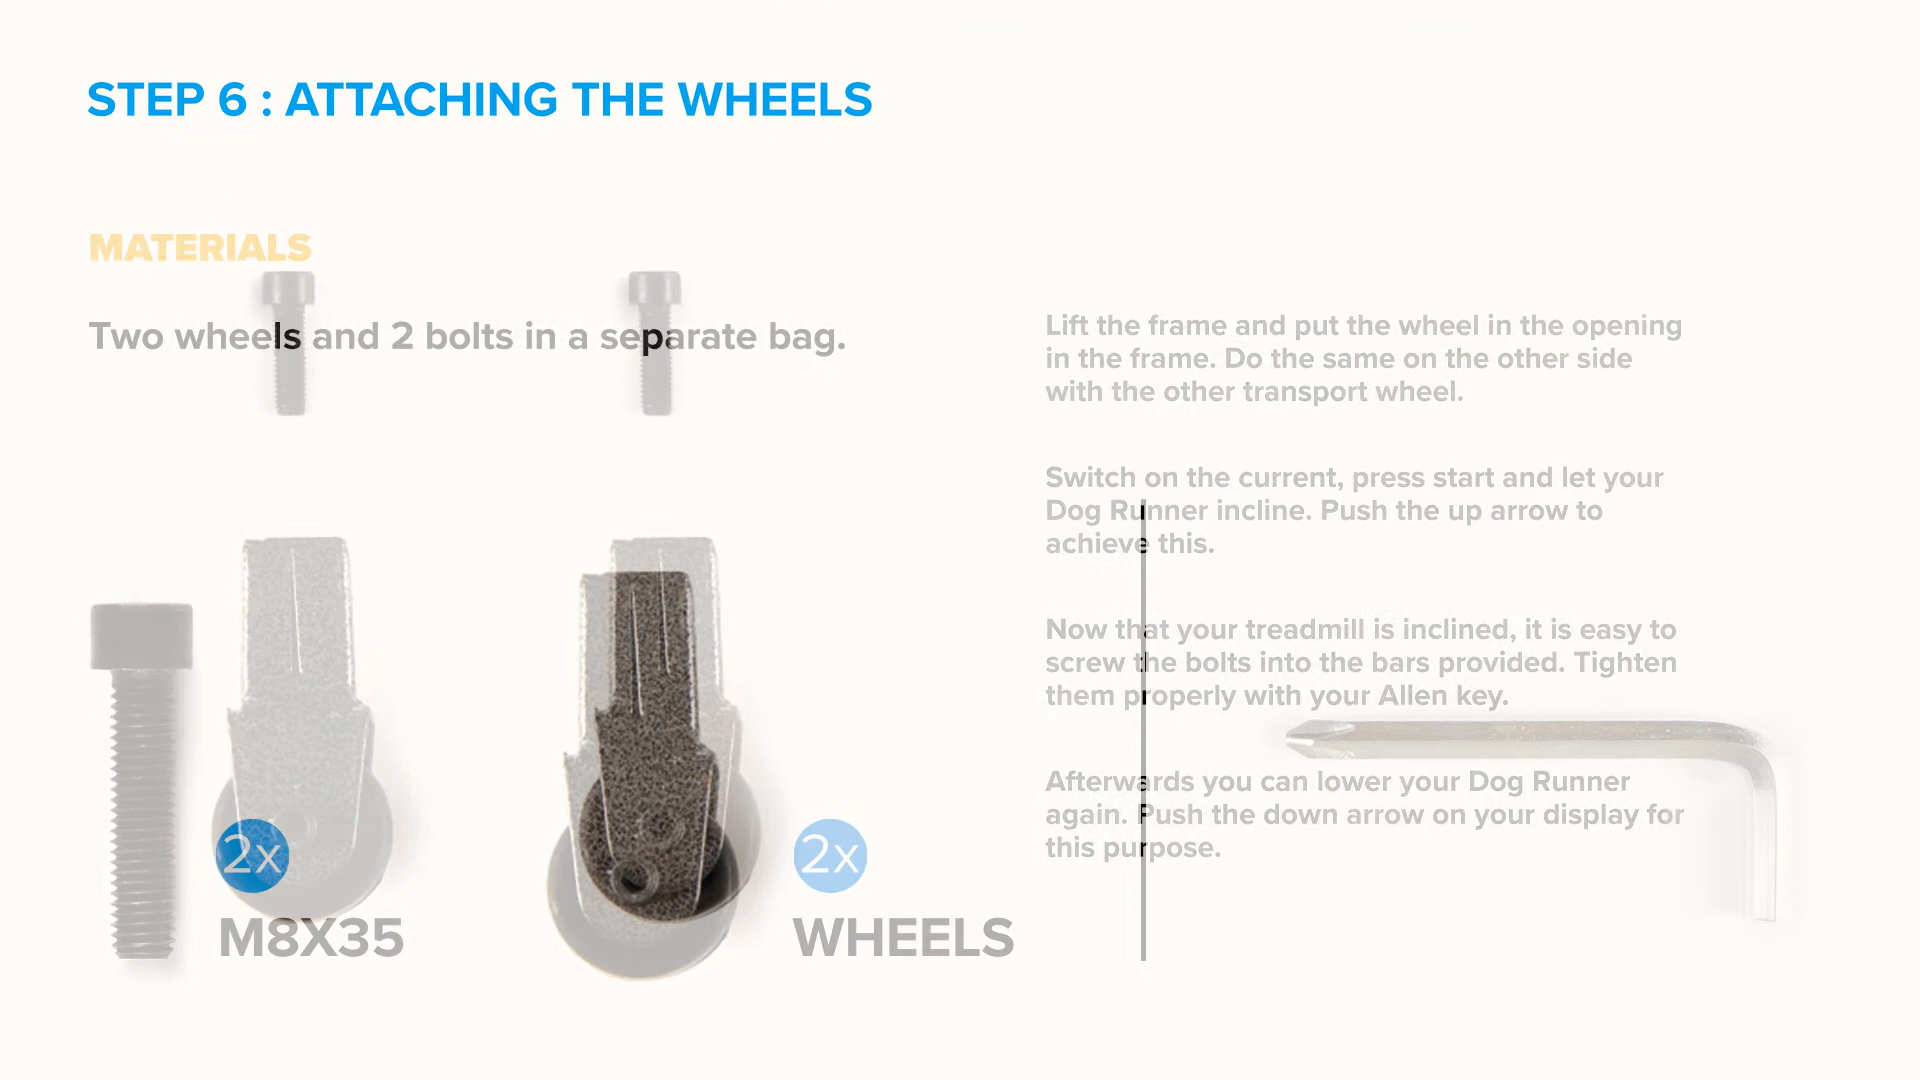 STEP 6 : ATTACHING THE WHEELS
MATERIALS
Two wheels and 2 bolts in a separate bag.
2x
M8X35
2x
WHEELS
Lift the frame and put the wheel in the opening
in the frame. Do the same on the other side
with the other transport wheel.
Switch on the current, press start and let your
Dog Runner incline. Push the up arrow to
achieve this.
Now that your treadmill is inclined, it is easy to
screw the bolts into the bars provided. Tighten
them properly with your Allen key.
Afterwards you can lower your Dog Runner
again. Push the down arrow on your display for
this purpose.